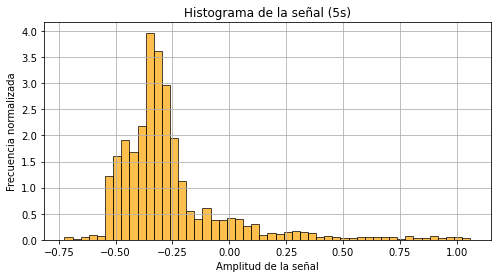 Histograma de la señal (5s)
Frecuencia normalizada
4.0
3.5
3.0
2.5
2.0
1.5
1.0
0.5
0.0
−0.75 −0.50 −0.25 0.00 0.25 0.50 0.75 1.00
Amplitud de la señal